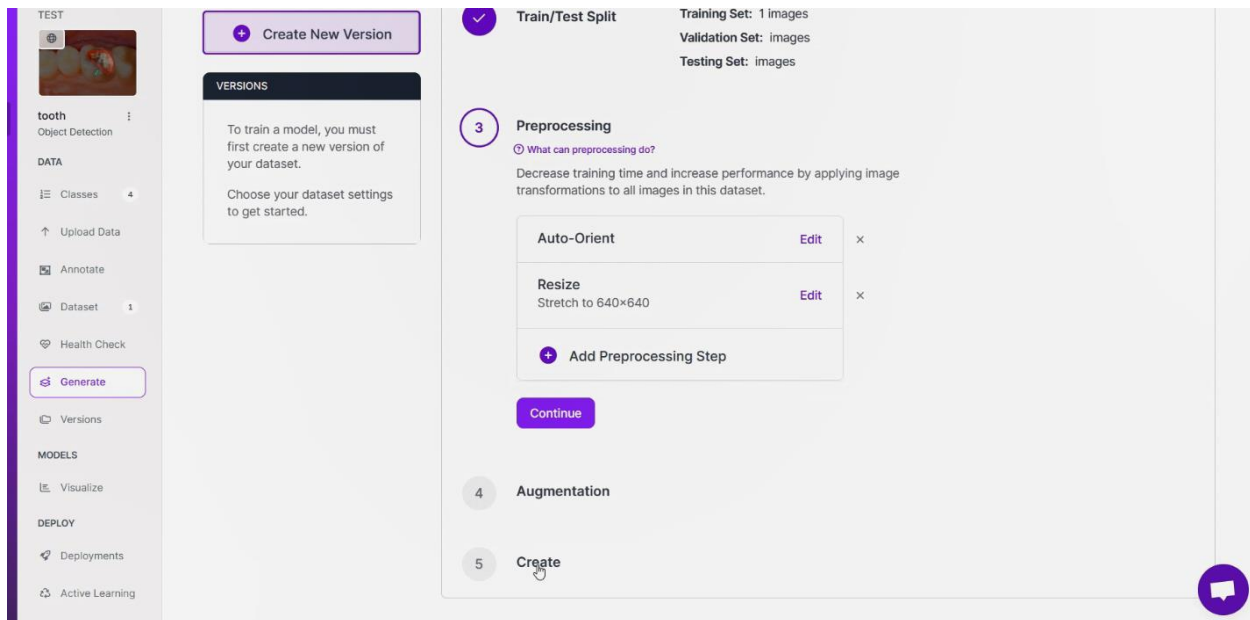 TEST
tooth
Object Detection
DATA
Classes 4
Upload Data
Annotate
Dataset 1
Health Check
Generate
Versions
MODELS
Visualize
DEPLOY
Deployments
Active Learning
Create New Version
VERSIONS
To train a model, you must
first create a new version of
your dataset.
Choose your dataset settings
to get started.
Train/Test Split
Training Set: 1 images
Validation Set: images
Testing Set: images
3 Preprocessing
What can preprocessing do?
Decrease training time and increase performance by applying image
transformations to all images in this dataset.
Auto-Orient Edit ×
Resize
Stretch to 640×640 Edit ×
Add Preprocessing Step
Continue
4 Augmentation
5 Create